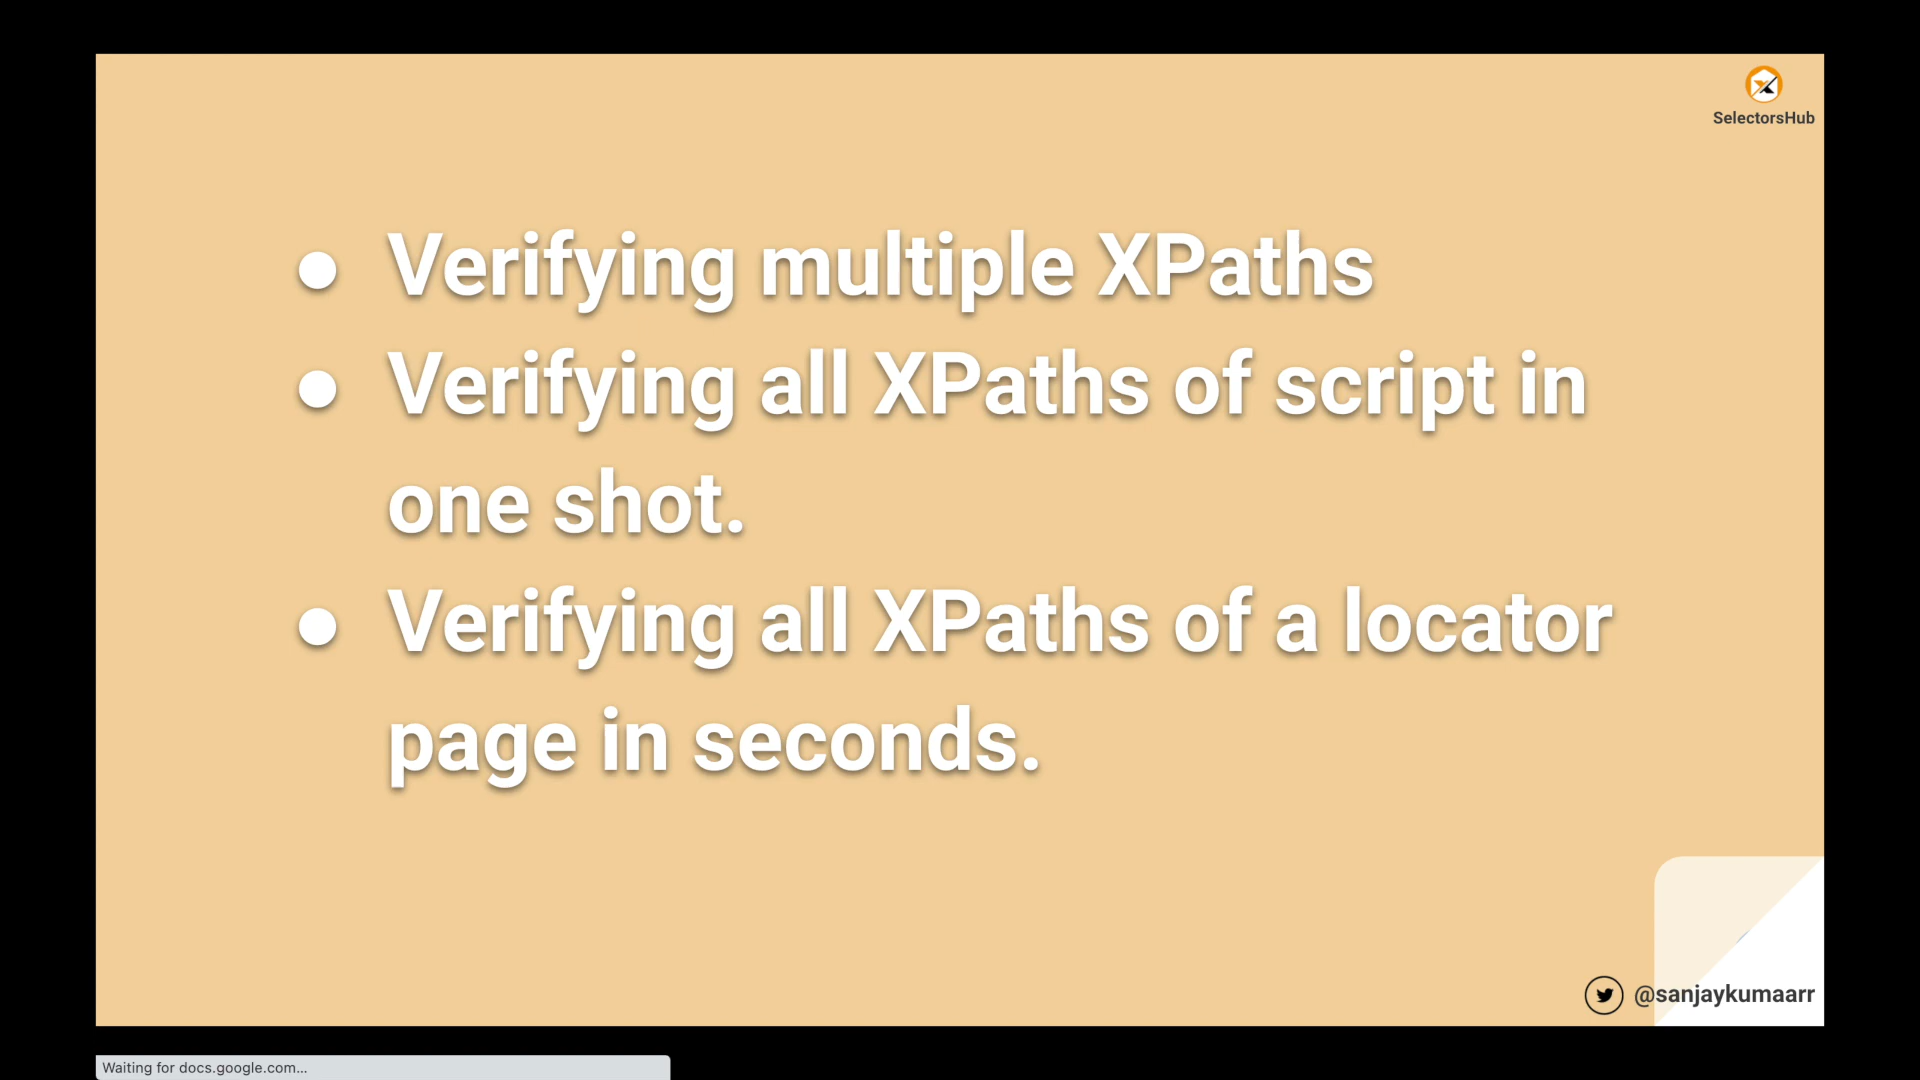 SelectorsHub
● Verifying multiple XPaths
● Verifying all XPaths of script in
one shot.
● Verifying all XPaths of a locator
page in seconds.
@sanjaykumaarr
Waiting for docs.google.com...